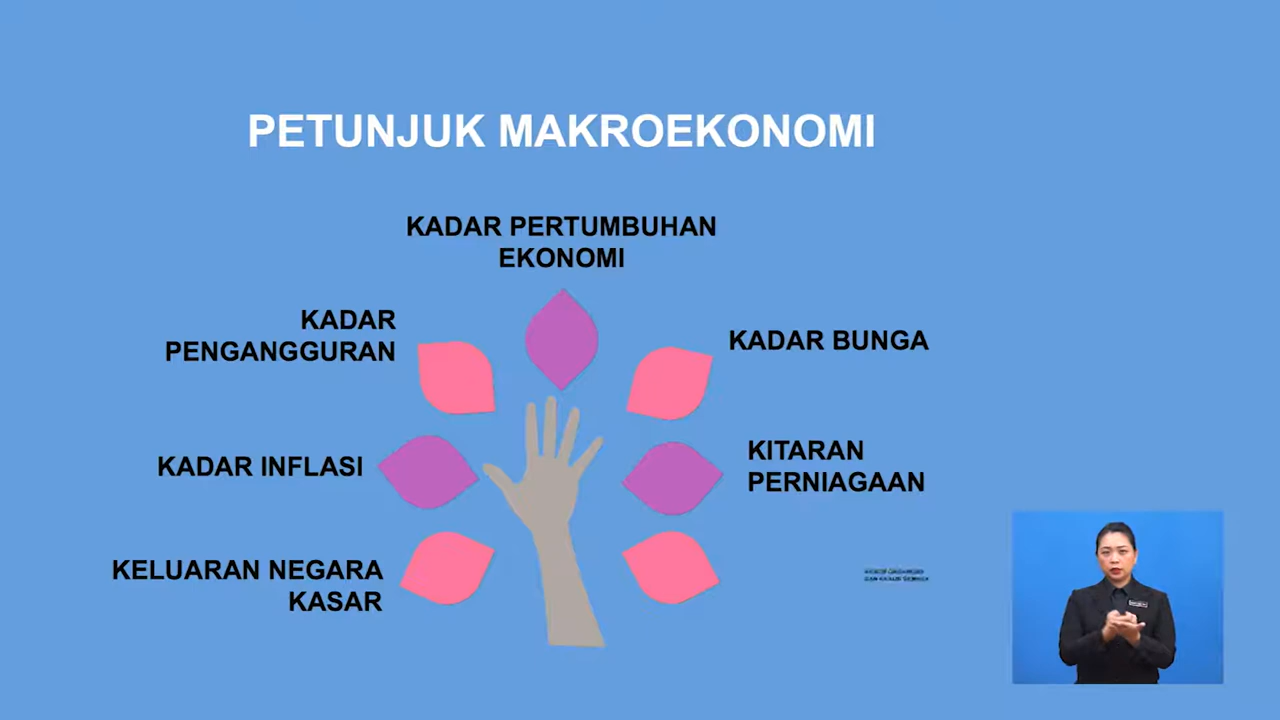 PETUNJUK MAKROEKONOMI
KADAR PERTUMBUHAN
EKONOMI
KADAR
PENGANGGURAN
KADAR BUNGA
KADAR INFLASI
KITARAN
PERNIAGAAN
KELUARAN NEGARA
KASAR